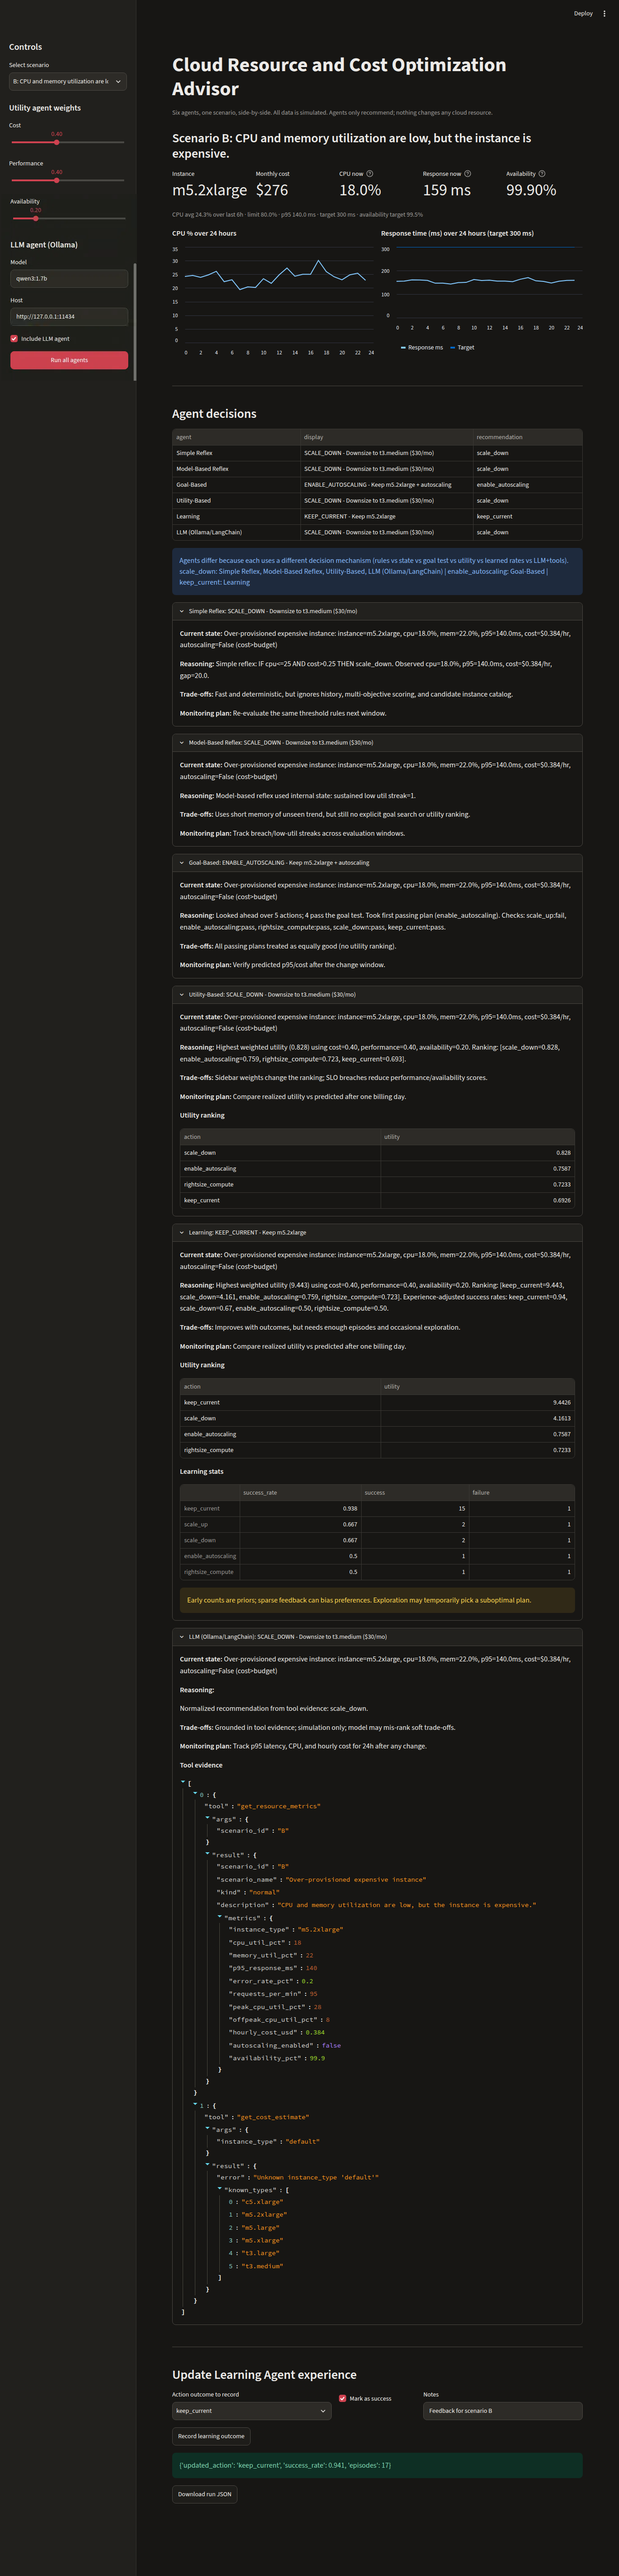 Deploy
Controls
Select scenario
B: CPU and memory utilization are l
Utility agent weights
Cost
0.40
Performance
0.40
Availability
0.20
LLM agent (Ollama)
Model
qwen3:1.7b
Host
http://127.0.0.1:11434
Include LLM agent
Run all agents
Cloud Resource and Cost Optimization
Advisor
Six agents, one scenario, side-by-side. All data is simulated. Agents only recommend; nothing changes any cloud resource.
Scenario B: CPU and memory utilization are low, but the instance is
expensive.
Instance Monthly cost CPU now Response now Availability
m5.2xlarge $276 18.0% 159 ms 99.90%
CPU avg 24.3% over last 6h · limit 80.0% · p95 140.0 ms · target 300 ms · availability target 99.5%
CPU % over 24 hours
35
30
25
20
15
10
5
0
0 2 4 6 8 10 12 14 16 18 20 22 24
Response time (ms) over 24 hours (target 300 ms)
300
200
100
0
0 2 4 6 8 10 12 14 16 18 20 22 24
Response ms Target
Agent decisions
agent display recommendation
Simple Reflex SCALE_DOWN - Downsize to t3.medium ($30/mo) scale_down
Model-Based Reflex SCALE_DOWN - Downsize to t3.medium ($30/mo) scale_down
Goal-Based ENABLE_AUTOSCALING - Keep m5.2xlarge + autoscaling enable_autoscaling
Utility-Based SCALE_DOWN - Downsize to t3.medium ($30/mo) scale_down
Learning KEEP_CURRENT - Keep m5.2xlarge keep_current
LLM (Ollama/LangChain) SCALE_DOWN - Downsize to t3.medium ($30/mo) scale_down
Agents differ because each uses a different decision mechanism (rules vs state vs goal test vs utility vs learned rates vs LLM+tools).
scale_down: Simple Reflex, Model-Based Reflex, Utility-Based, LLM (Ollama/LangChain) | enable_autoscaling: Goal-Based |
keep_current: Learning
Simple Reflex: SCALE_DOWN - Downsize to t3.medium ($30/mo)
Current state: Over-provisioned expensive instance: instance=m5.2xlarge, cpu=18.0%, mem=22.0%, p95=140.0ms, cost=$0.384/hr,
autoscaling=False (cost>budget)
Reasoning: Simple reflex: IF cpu<=25 AND cost>0.25 THEN scale_down. Observed cpu=18.0%, p95=140.0ms, cost=$0.384/hr,
gap=20.0.
Trade-offs: Fast and deterministic, but ignores history, multi-objective scoring, and candidate instance catalog.
Monitoring plan: Re-evaluate the same threshold rules next window.
Model-Based Reflex: SCALE_DOWN - Downsize to t3.medium ($30/mo)
Current state: Over-provisioned expensive instance: instance=m5.2xlarge, cpu=18.0%, mem=22.0%, p95=140.0ms, cost=$0.384/hr,
autoscaling=False (cost>budget)
Reasoning: Model-based reflex used internal state: sustained low util streak=1.
Trade-offs: Uses short memory of unseen trend, but still no explicit goal search or utility ranking.
Monitoring plan: Track breach/low-util streaks across evaluation windows.
Goal-Based: ENABLE_AUTOSCALING - Keep m5.2xlarge + autoscaling
Current state: Over-provisioned expensive instance: instance=m5.2xlarge, cpu=18.0%, mem=22.0%, p95=140.0ms, cost=$0.384/hr,
autoscaling=False (cost>budget)
Reasoning: Looked ahead over 5 actions; 4 pass the goal test. Took first passing plan (enable_autoscaling). Checks: scale_up:fail,
enable_autoscaling:pass, rightsize_compute:pass, scale_down:pass, keep_current:pass.
Trade-offs: All passing plans treated as equally good (no utility ranking).
Monitoring plan: Verify predicted p95/cost after the change window.
Utility-Based: SCALE_DOWN - Downsize to t3.medium ($30/mo)
Current state: Over-provisioned expensive instance: instance=m5.2xlarge, cpu=18.0%, mem=22.0%, p95=140.0ms, cost=$0.384/hr,
autoscaling=False (cost>budget)
Reasoning: Highest weighted utility (0.828) using cost=0.40, performance=0.40, availability=0.20. Ranking: [scale_down=0.828,
enable_autoscaling=0.759, rightsize_compute=0.723, keep_current=0.693].
Trade-offs: Sidebar weights change the ranking; SLO breaches reduce performance/availability scores.
Monitoring plan: Compare realized utility vs predicted after one billing day.
Utility ranking
action utility
scale_down 0.828
enable_autoscaling 0.7587
rightsize_compute 0.7233
keep_current 0.6926
Learning: KEEP_CURRENT - Keep m5.2xlarge
Current state: Over-provisioned expensive instance: instance=m5.2xlarge, cpu=18.0%, mem=22.0%, p95=140.0ms, cost=$0.384/hr,
autoscaling=False (cost>budget)
Reasoning: Highest weighted utility (9.443) using cost=0.40, performance=0.40, availability=0.20. Ranking: [keep_current=9.443,
scale_down=4.161, enable_autoscaling=0.759, rightsize_compute=0.723]. Experience-adjusted success rates: keep_current=0.94,
scale_down=0.67, enable_autoscaling=0.50, rightsize_compute=0.50.
Trade-offs: Improves with outcomes, but needs enough episodes and occasional exploration.
Monitoring plan: Compare realized utility vs predicted after one billing day.
Utility ranking
action utility
keep_current 9.4426
scale_down 4.1613
enable_autoscaling 0.7587
rightsize_compute 0.7233
Learning stats
success_rate success failure
keep_current 0.938 15 1
scale_up 0.667 2 1
scale_down 0.667 2 1
enable_autoscaling 0.5 1 1
rightsize_compute 0.5 1 1
Early counts are priors; sparse feedback can bias preferences. Exploration may temporarily pick a suboptimal plan.
LLM (Ollama/LangChain): SCALE_DOWN - Downsize to t3.medium ($30/mo)
Current state: Over-provisioned expensive instance: instance=m5.2xlarge, cpu=18.0%, mem=22.0%, p95=140.0ms, cost=$0.384/hr,
autoscaling=False (cost>budget)
Reasoning:
Normalized recommendation from tool evidence: scale_down.
Trade-offs: Grounded in tool evidence; simulation only; model may mis-rank soft trade-offs.
Monitoring plan: Track p95 latency, CPU, and hourly cost for 24h after any change.
Tool evidence
[
0 : {
"tool" : "get_resource_metrics"
"args" : {
"scenario_id" : "B"
}
"result" : {
"scenario_id" : "B"
"scenario_name" : "Over-provisioned expensive instance"
"kind" : "normal"
"description" : "CPU and memory utilization are low, but the instance is expensive."
"metrics" : {
"instance_type" : "m5.2xlarge"
"cpu_util_pct" : 18
"memory_util_pct" : 22
"p95_response_ms" : 140
"error_rate_pct" : 0.2
"requests_per_min" : 95
"peak_cpu_util_pct" : 28
"offpeak_cpu_util_pct" : 8
"hourly_cost_usd" : 0.384
"autoscaling_enabled" : false
"availability_pct" : 99.9
}
}
}
1 : {
"tool" : "get_cost_estimate"
"args" : {
"instance_type" : "default"
}
"result" : {
"error" : "Unknown instance_type 'default'"
"known_types" : [
0 : "c5.xlarge"
1 : "m5.2xlarge"
2 : "m5.large"
3 : "m5.xlarge"
4 : "t3.large"
5 : "t3.medium"
]
}
}
]
Update Learning Agent experience
Action outcome to record
keep_current
Mark as success
Notes
Feedback for scenario B
Record learning outcome
{'updated_action': 'keep_current', 'success_rate': 0.941, 'episodes': 17}
Download run JSON